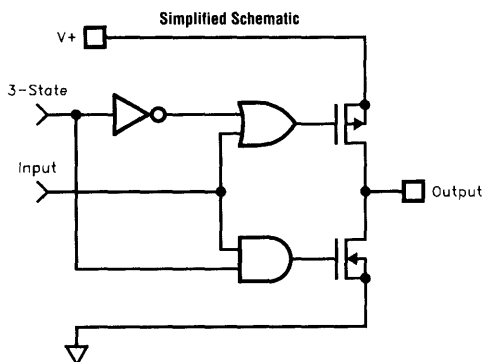 Simplified Schematic
V+
3-State
Input
Output